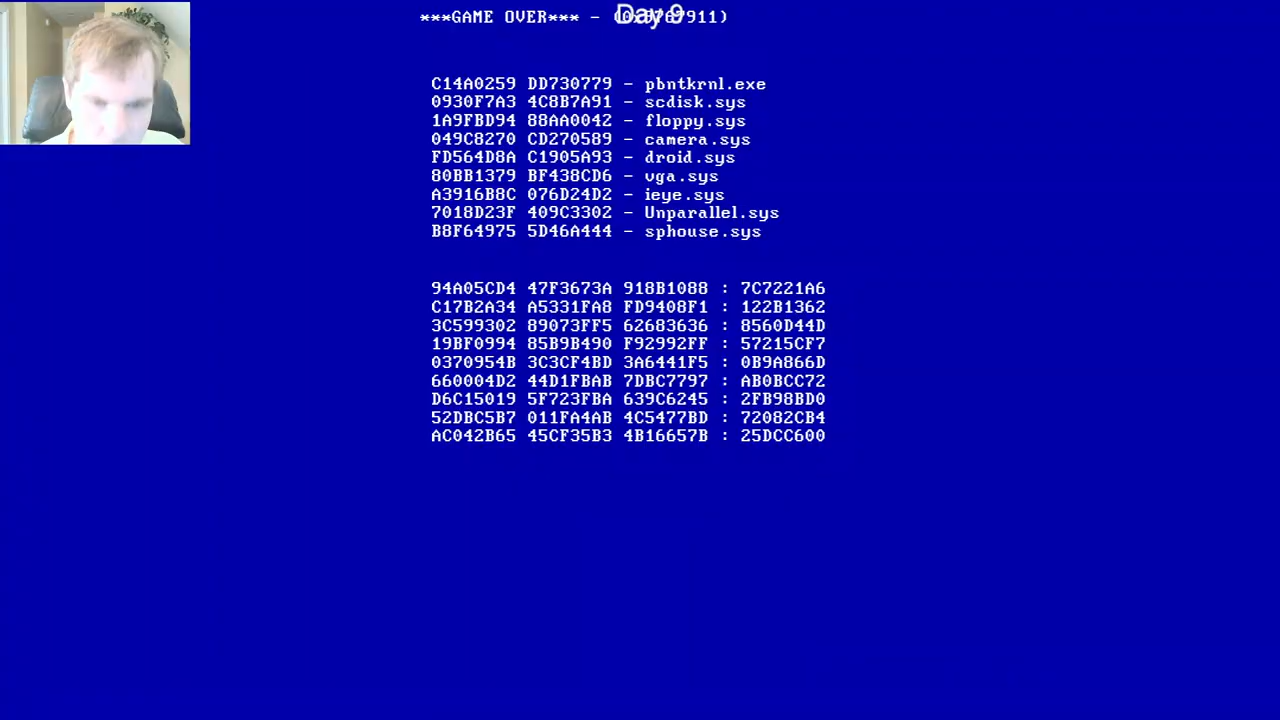 ***GAME OVER*** -
Day 9
C14A0259 DD730779 - pbntkrnl.exe
0930F7A3 4C8B7A91 - scdisk.sys
1A9FBD94 88AA0042 - floppy.sys
049C8270 CD270589 - camera.sys
FD564D8A C1905A93 - droid.sys
80BB1379 BF438CD6 - vga.sys
A3916B8C 076D24D2 - ieye.sys
7018D23F 409C3302 - Unparallel.sys
B8F64975 5D46A444 - sphouse.sys
94A05CD4 47F3673A 918B1088 : 7C7221A6
C17B2A34 A5331FA8 FD9408F1 : 122B1362
3C599302 89073FF5 62683636 : 8560D44D
19BF0994 85B9B490 F92992FF : 57215CF7
0370954B 3C3CF4BD 3A6441F5 : 0B9A866D
660004D2 44D1FBAB 7DBC7797 : AB0BCC72
D6C15019 5F723FBA 639C6245 : 2FB98BD0
52DBC5B7 011FA4AB 4C5477BD : 72082CB4
AC042B65 45CF35B3 4B16657B : 25DCC600